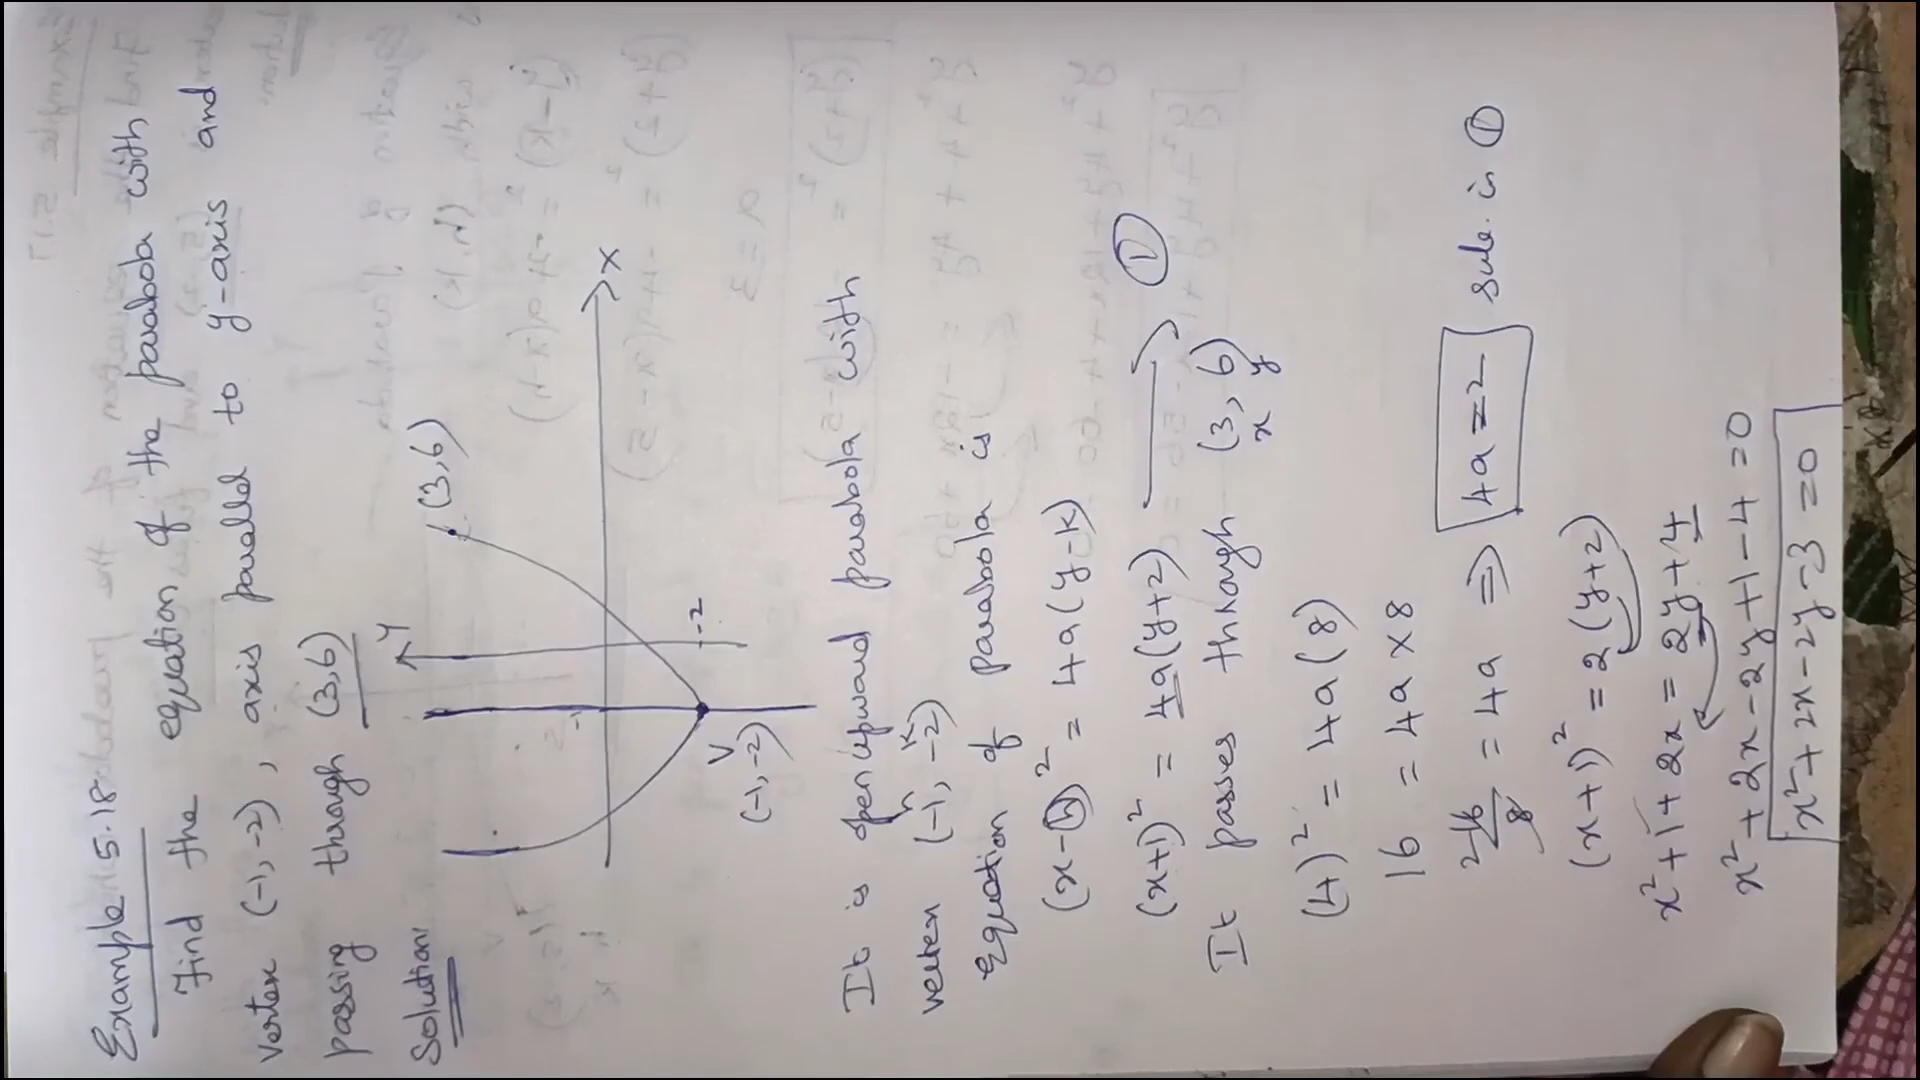 Example 5.18
Find the equation of the parabola with
vertex (-1, -2), axis parallel to y-axis and
passing through (3,6)
Solution
Y
(3,6)
X
-1
-2
V
(-1,-2)
It is open upward parabola with
h k
vertex (-1, -2)
Equation of parabola is
(x-h)² = 4a(y-k)
(x+1)² = 4a(y+2) ⟶ ①
It passes through (3, 6)
x y
(4)² = 4a(8)
16 = 4a×8
2 16/8 = 4a ⇒ 4a=2 sub. in ①
(x+1)² = 2(y+2)
x²+1+2x = 2y+4
x²+2x-2y+1-4=0
x²+2x-2y-3=0